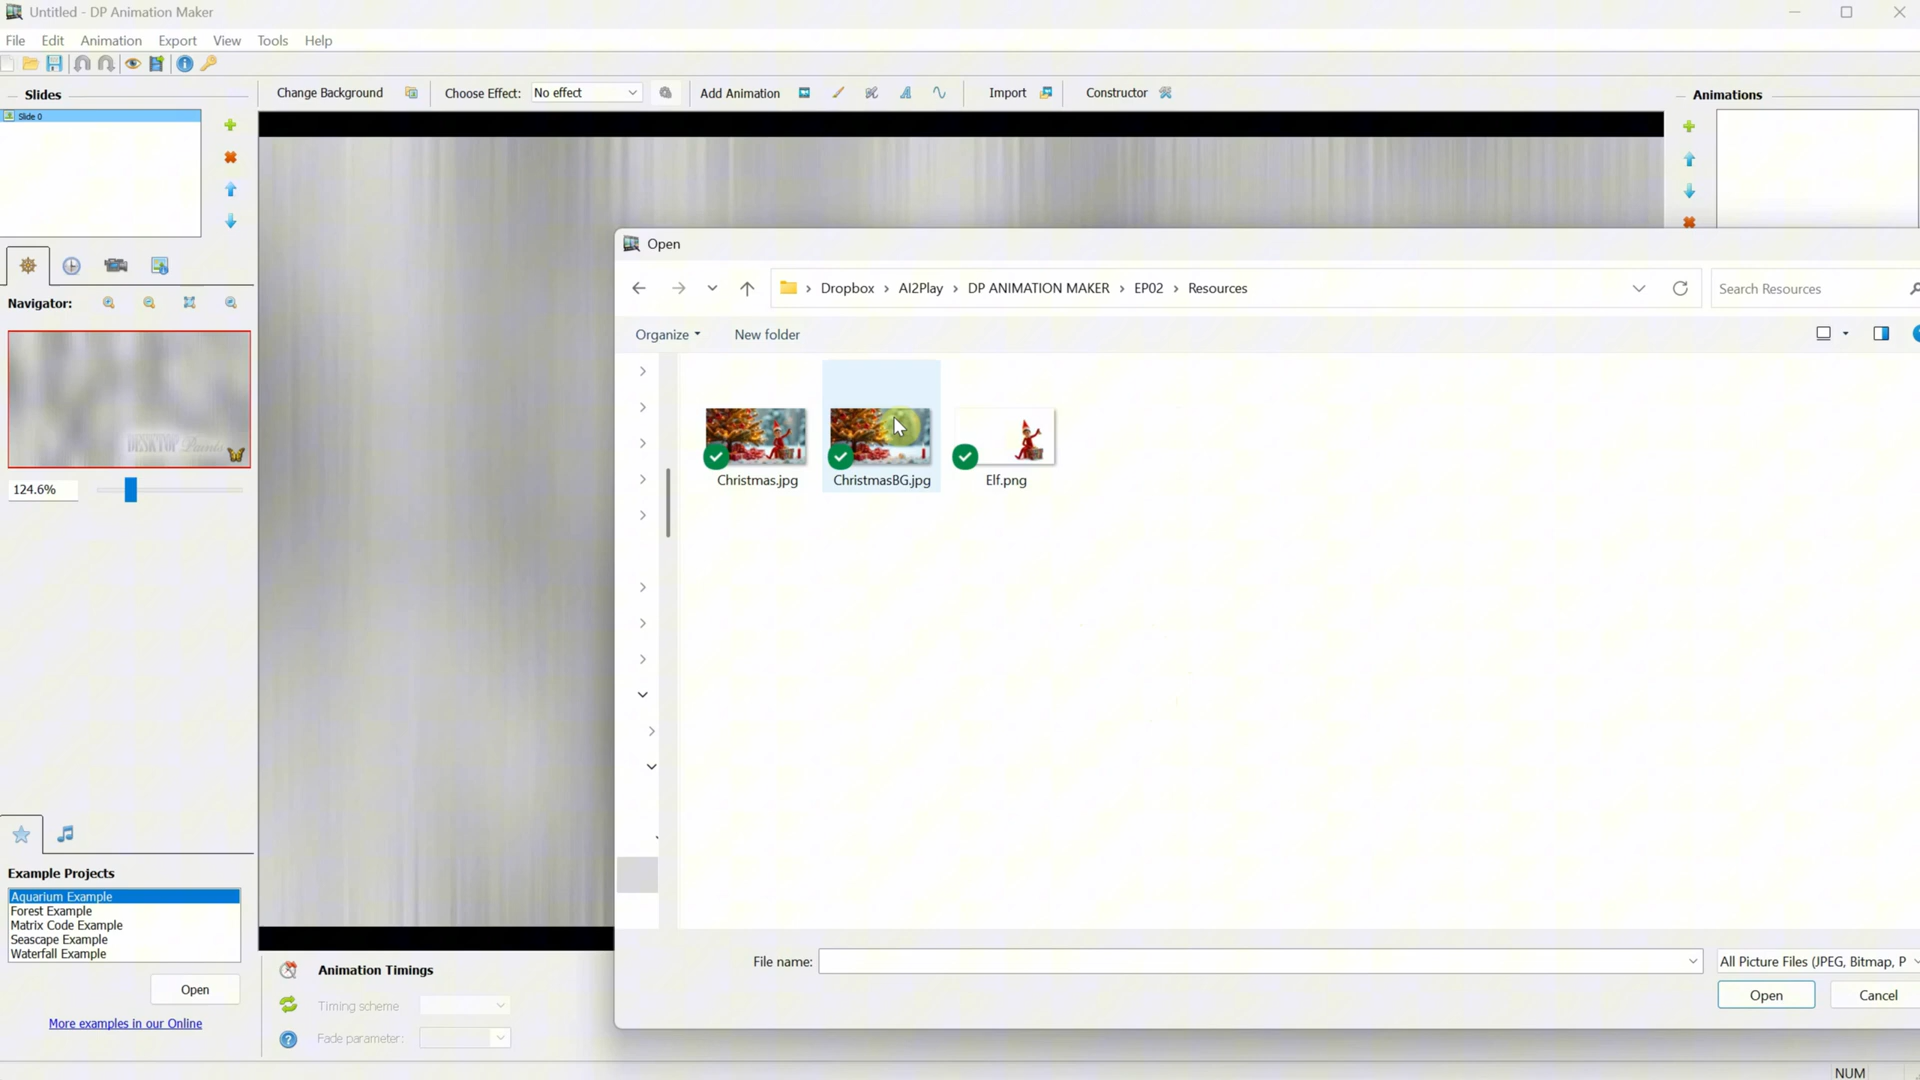 Untitled - DP Animation Maker
File Edit Animation Export View Tools Help
Slides
Slide 0
Change Background
Choose Effect: No effect
Add Animation
Import
Constructor
Animations
Open
Dropbox › AI2Play › DP ANIMATION MAKER › EP02 › Resources
Search Resources
Organize
New folder
Navigator:
DESKTOP Paints
124.6%
Christmas.jpg
ChristmasBG.jpg
Elf.png
Example Projects
Aquarium Example
Forest Example
Matrix Code Example
Seascape Example
Waterfall Example
Open
More examples in our Online
Animation Timings
Timing scheme
Fade parameter:
File name:
All Picture Files (JPEG, Bitmap, P
Open
Cancel
NUM